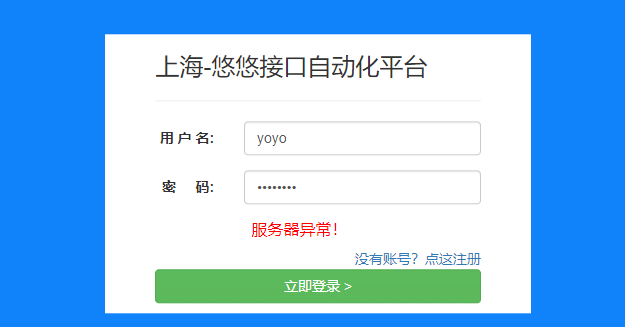 上海-悠悠接口自动化平台
用 户 名: yoyo
密 码: ••••••••
服务器异常!
没有账号? 点这注册
立即登录 >